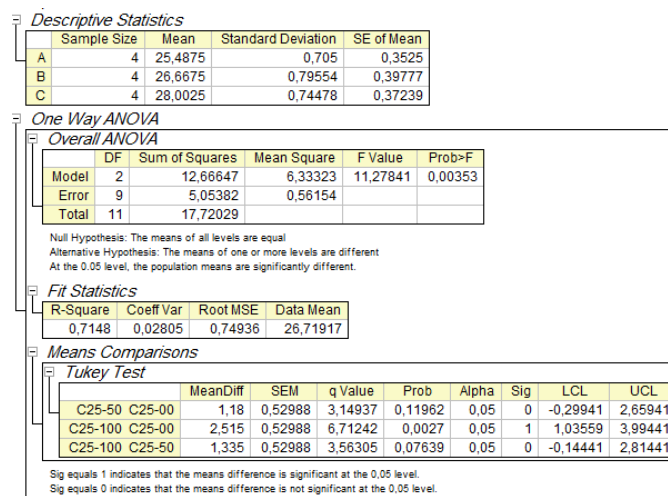 Descriptive Statistics
Sample Size Mean Standard Deviation SE of Mean
A 4 25,4875 0,705 0,3525
B 4 26,6675 0,79554 0,39777
C 4 28,0025 0,74478 0,37239
One Way ANOVA
Overall ANOVA
DF Sum of Squares Mean Square F Value Prob>F
Model 2 12,66647 6,33323 11,27841 0,00353
Error 9 5,05382 0,56154
Total 11 17,72029
Null Hypothesis: The means of all levels are equal
Alternative Hypothesis: The means of one or more levels are different
At the 0.05 level, the population means are significantly different.
Fit Statistics
R-Square Coeff Var Root MSE Data Mean
0,7148 0,02805 0,74936 26,71917
Means Comparisons
Tukey Test
MeanDiff SEM q Value Prob Alpha Sig LCL UCL
C25-50 C25-00 1,18 0,52988 3,14937 0,11962 0,05 0 -0,29941 2,65941
C25-100 C25-00 2,515 0,52988 6,71242 0,0027 0,05 1 1,03559 3,99441
C25-100 C25-50 1,335 0,52988 3,56305 0,07639 0,05 0 -0,14441 2,81441
Sig equals 1 indicates that the means difference is significant at the 0,05 level.
Sig equals 0 indicates that the means difference is not significant at the 0,05 level.